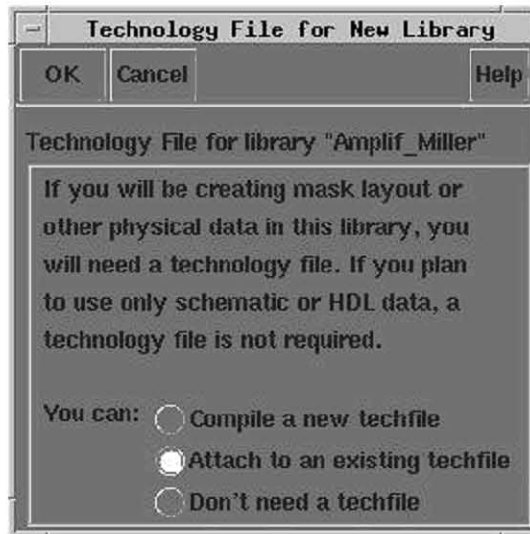 Technology File for New Library
OK Cancel Help
Technology File for library "Amplif_Miller"
If you will be creating mask layout or
other physical data in this library, you
will need a technology file. If you plan
to use only schematic or HDL data, a
technology file is not required.
You can: Compile a new techfile
Attach to an existing techfile
Don't need a techfile